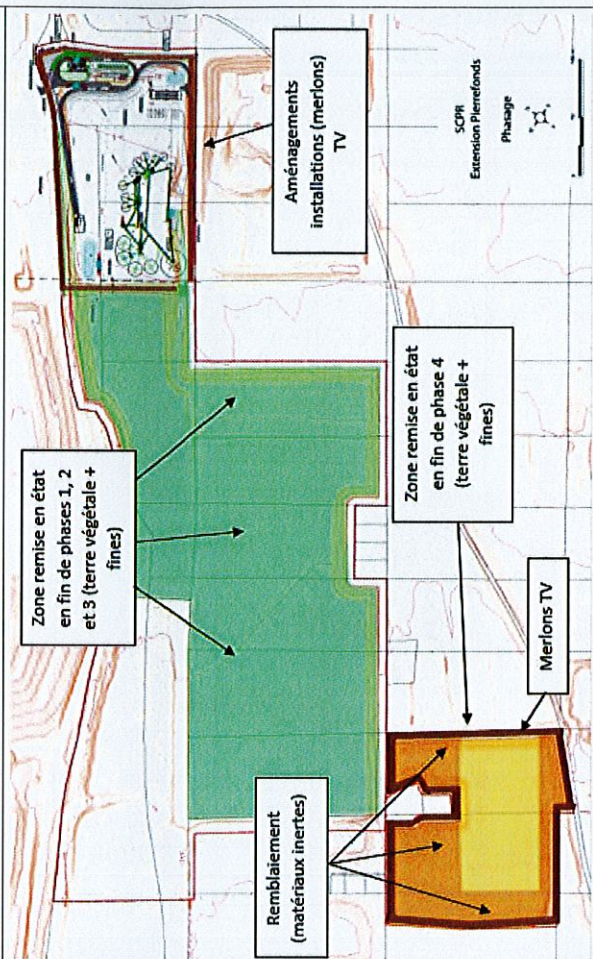 Zone remise en état
en fin de phases 1, 2
et 3 (terre végétale +
fines)
Aménagements
installations (merlons)
TV
SCPR
Extension Pierrefonds
Phasage
Remblaiement
(matériaux inertes)
Zone remise en état
en fin de phase 4
(terre végétale +
fines)
Merlons TV